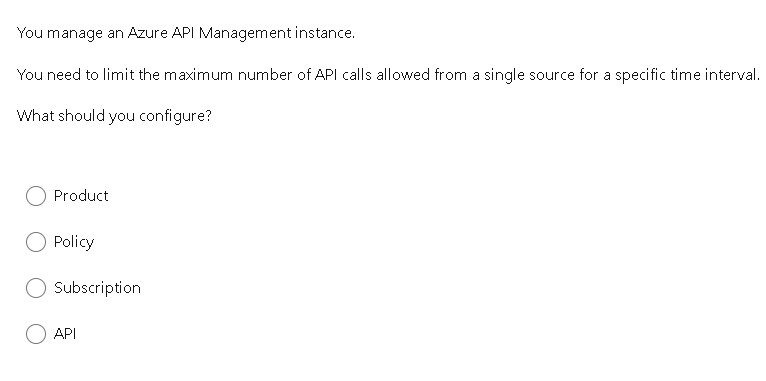 You manage an Azure API Management instance.
You need to limit the maximum number of API calls allowed from a single source for a specific time interval.
What should you configure?
Product
Policy
Subscription
API